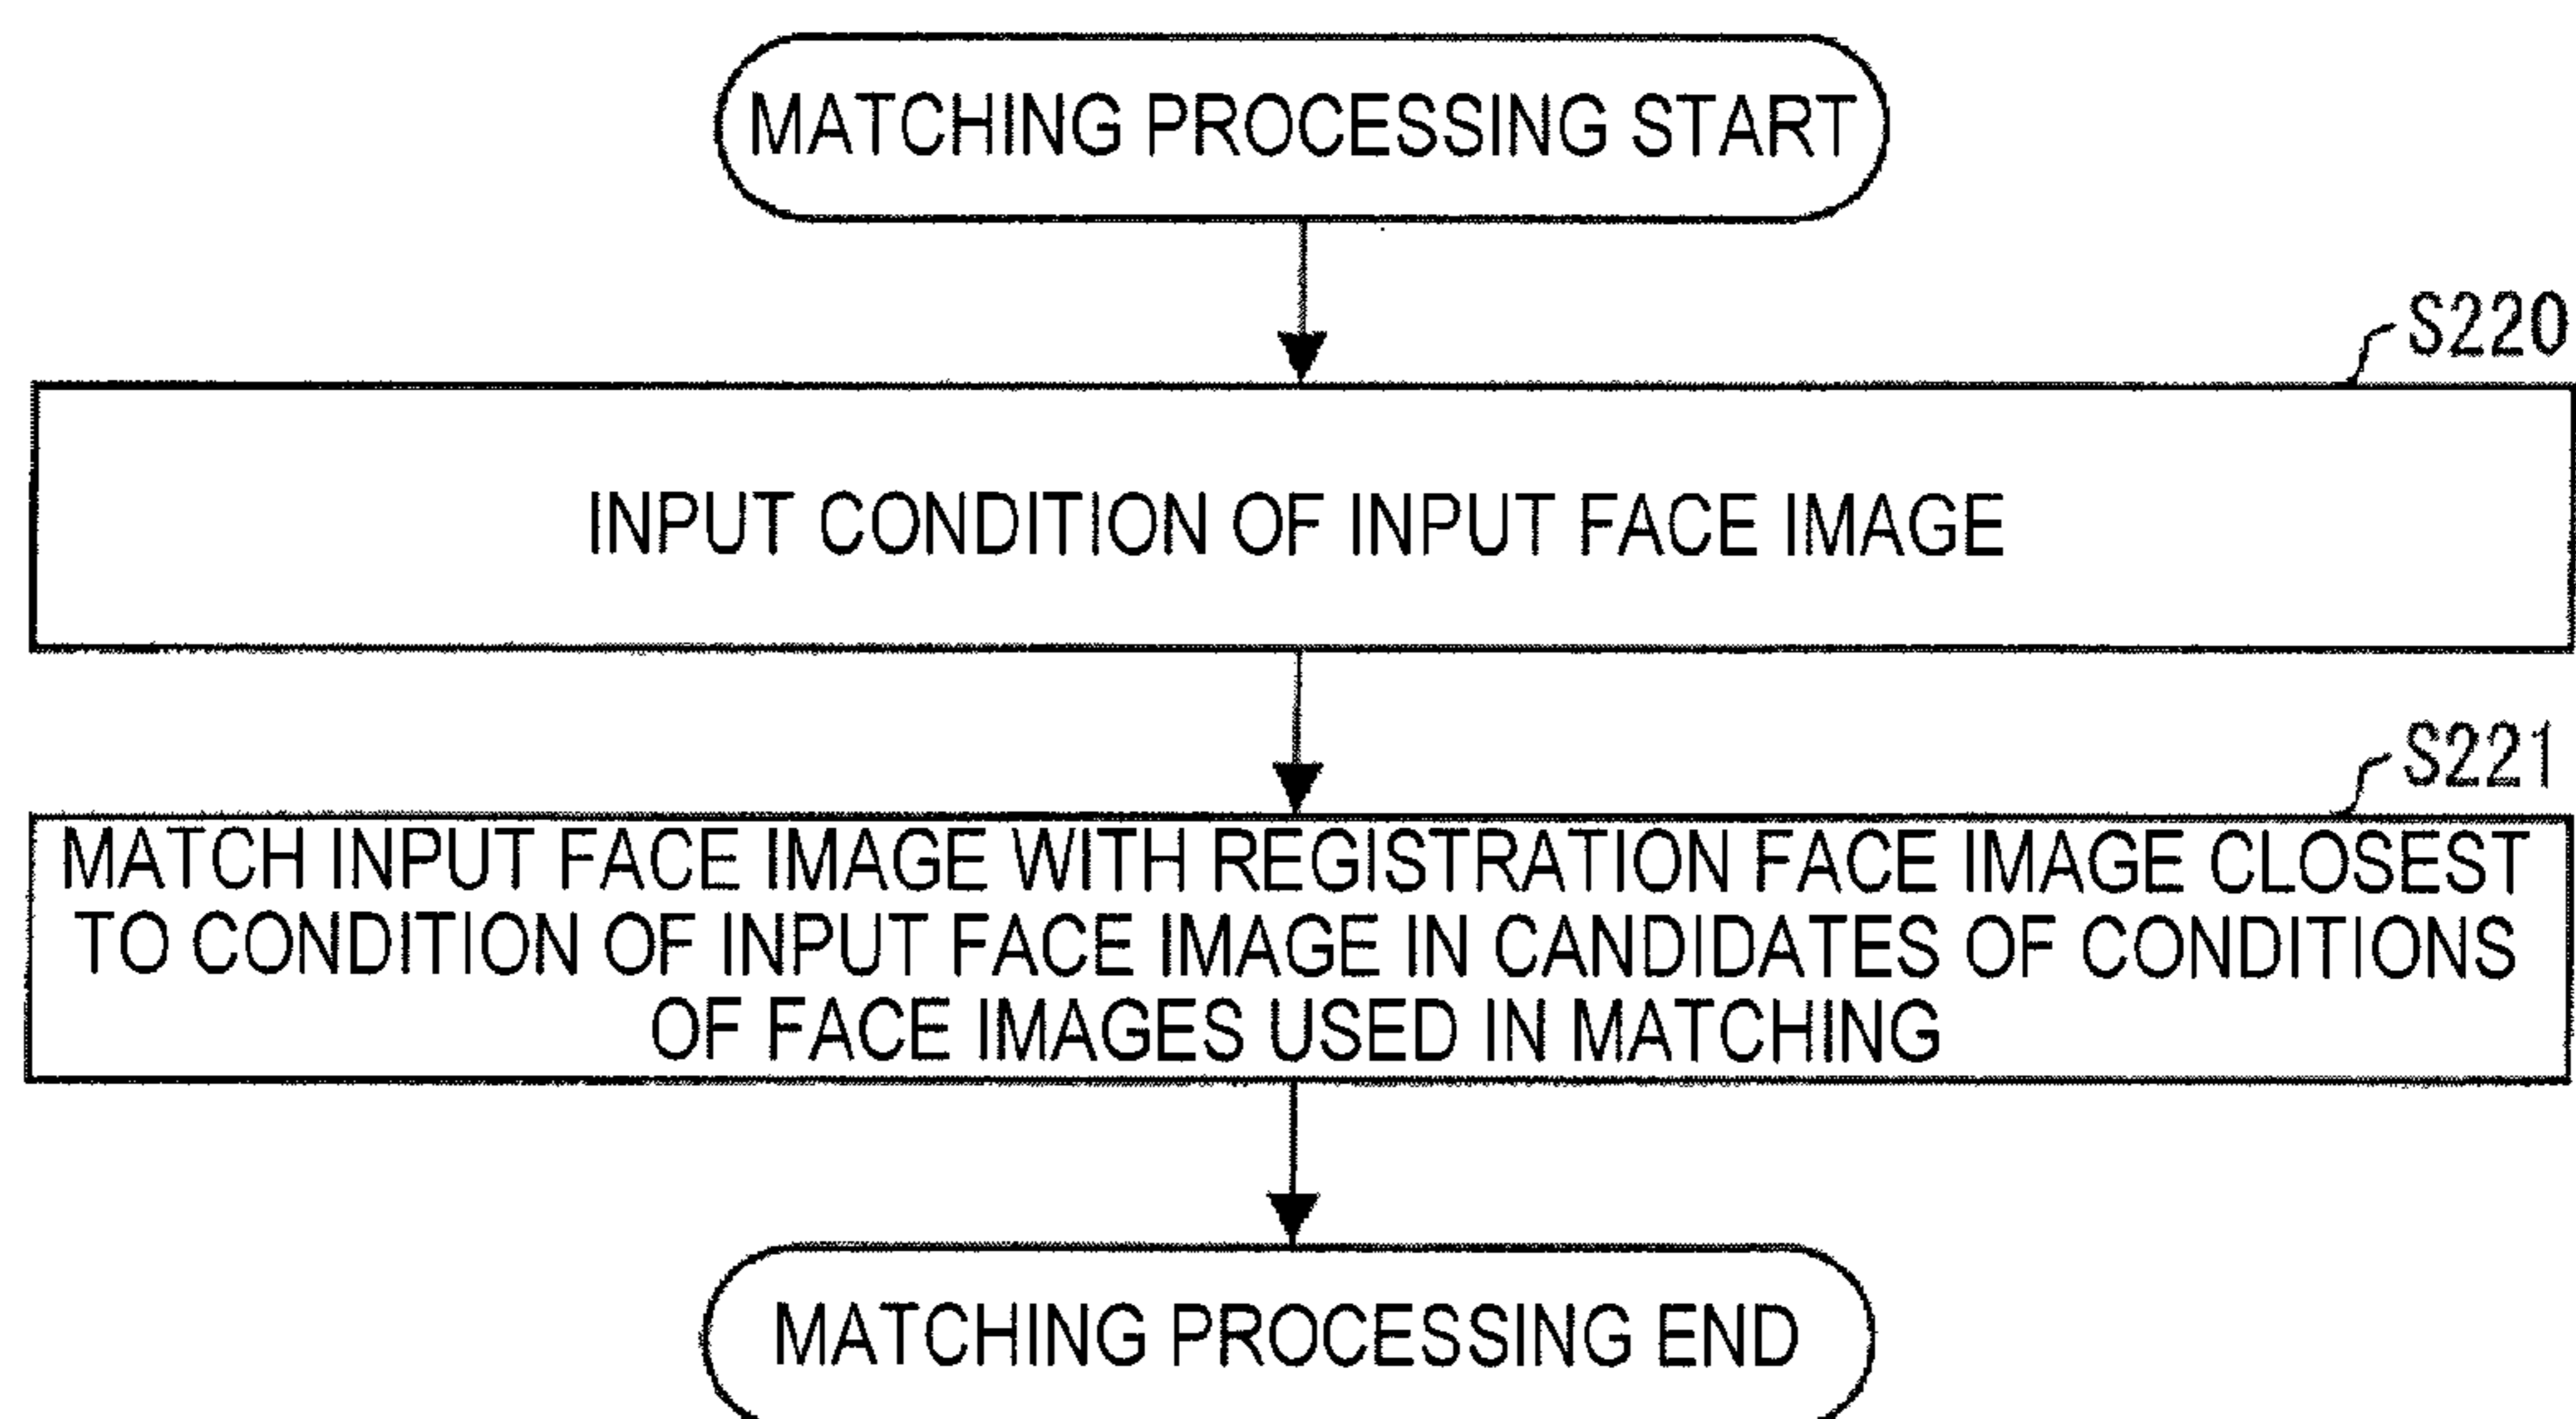 MATCHING PROCESSING START
S220
INPUT CONDITION OF INPUT FACE IMAGE
S221
MATCH INPUT FACE IMAGE WITH REGISTRATION FACE IMAGE CLOSEST
TO CONDITION OF INPUT FACE IMAGE IN CANDIDATES OF CONDITIONS
OF FACE IMAGES USED IN MATCHING
MATCHING PROCESSING END